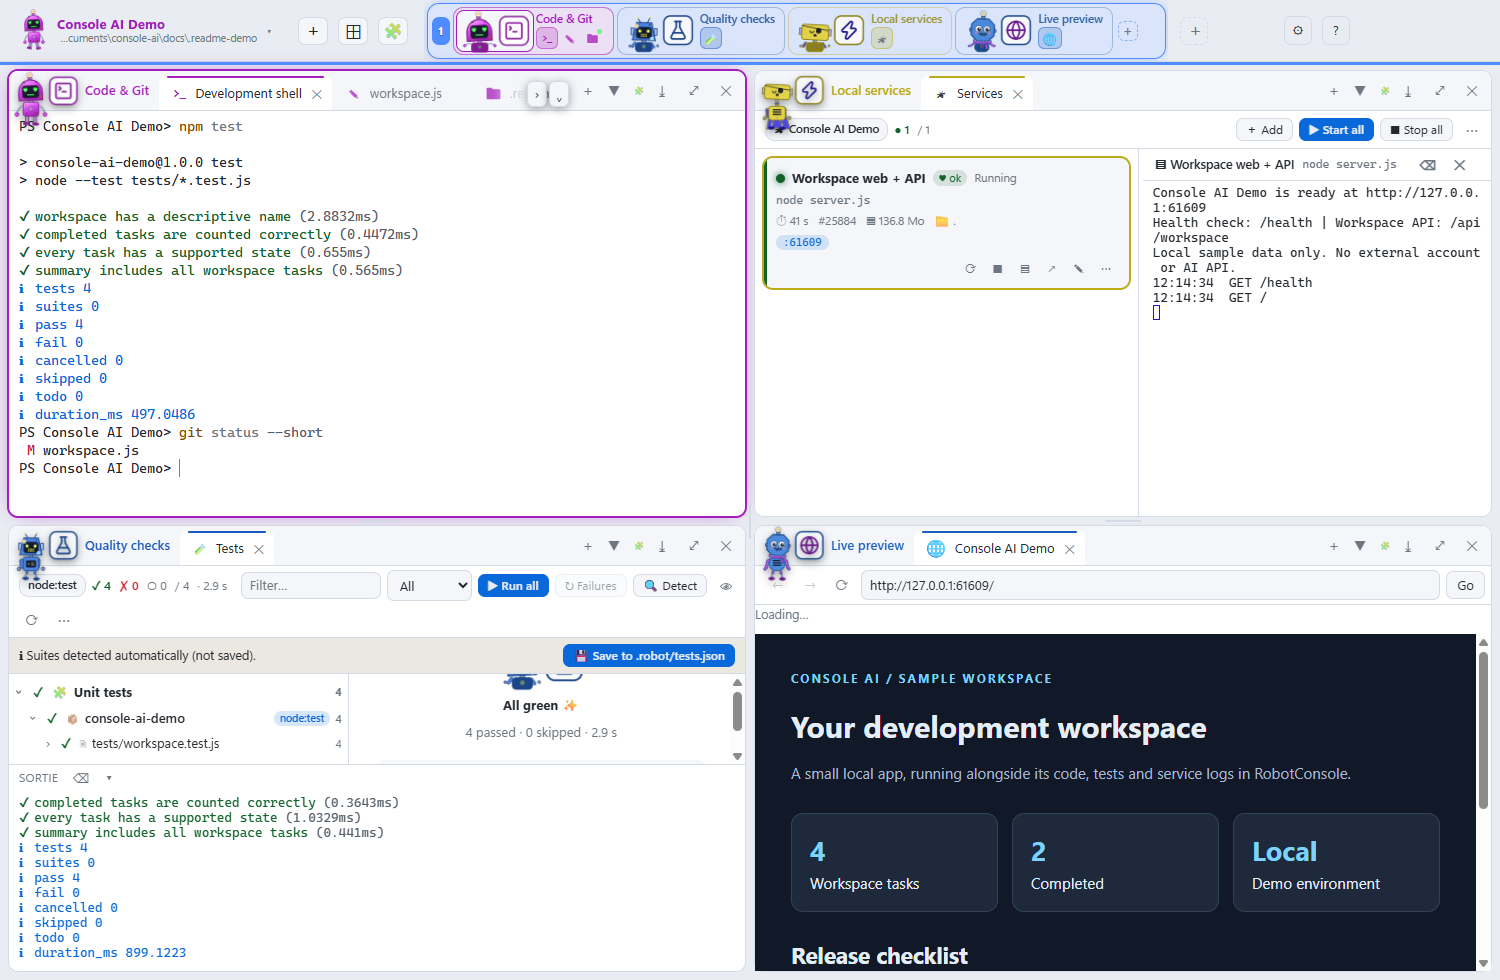 Console AI Demo
...cuments\console-ai\docs\.readme-demo
1
Code & Git
Quality checks
Local services
Live preview
?
Code & Git
Development shell
workspace.js
PS Console AI Demo> npm test
> console-ai-demo@1.0.0 test
> node --test tests/*.test.js
✓ workspace has a descriptive name (2.8832ms)
✓ completed tasks are counted correctly (0.4472ms)
✓ every task has a supported state (0.655ms)
✓ summary includes all workspace tasks (0.565ms)
ℹ tests 4
ℹ suites 0
ℹ pass 4
ℹ fail 0
ℹ cancelled 0
ℹ skipped 0
ℹ todo 0
ℹ duration_ms 497.0486
PS Console AI Demo> git status --short
M workspace.js
PS Console AI Demo>
Local services
Services
Console AI Demo
1 / 1
+ Add
Start all
Stop all
...
Workspace web + API
ok
Running
node server.js
41 s #25884 136.8 Mo .
:61609
...
Workspace web + API node server.js
Console AI Demo is ready at http://127.0.0.
1:61609
Health check: /health | Workspace API: /api
/workspace
Local sample data only. No external account
or AI API.
12:14:34 GET /health
12:14:34 GET /
Quality checks
Tests
node:test
✓ 4 ✗ 0 ○ 0 / 4 · 2.9 s
Filter...
All
Run all
Failures
Detect
...
Suites detected automatically (not saved).
Save to .robot/tests.json
Unit tests 4
console-ai-demo node:test 4
tests/workspace.test.js 4
All green
4 passed · 0 skipped · 2.9 s
SORTIE
✓ completed tasks are counted correctly (0.3643ms)
✓ every task has a supported state (1.0329ms)
✓ summary includes all workspace tasks (0.441ms)
ℹ tests 4
ℹ suites 0
ℹ pass 4
ℹ fail 0
ℹ cancelled 0
ℹ skipped 0
ℹ todo 0
ℹ duration_ms 899.1223
Live preview
Console AI Demo
http://127.0.0.1:61609/
Go
Loading...
CONSOLE AI / SAMPLE WORKSPACE
Your development workspace
A small local app, running alongside its code, tests and service logs in RobotConsole.
4
Workspace tasks
2
Completed
Local
Demo environment
Release checklist